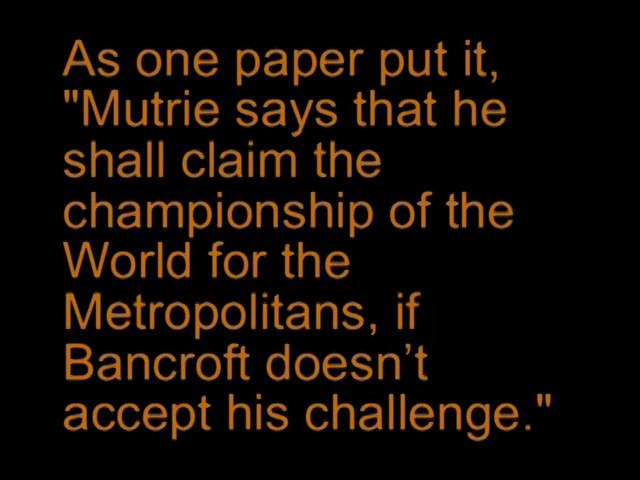 As one paper put it,
"Mutrie says that he
shall claim the
championship of the
World for the
Metropolitans, if
Bancroft doesn’t
accept his challenge."